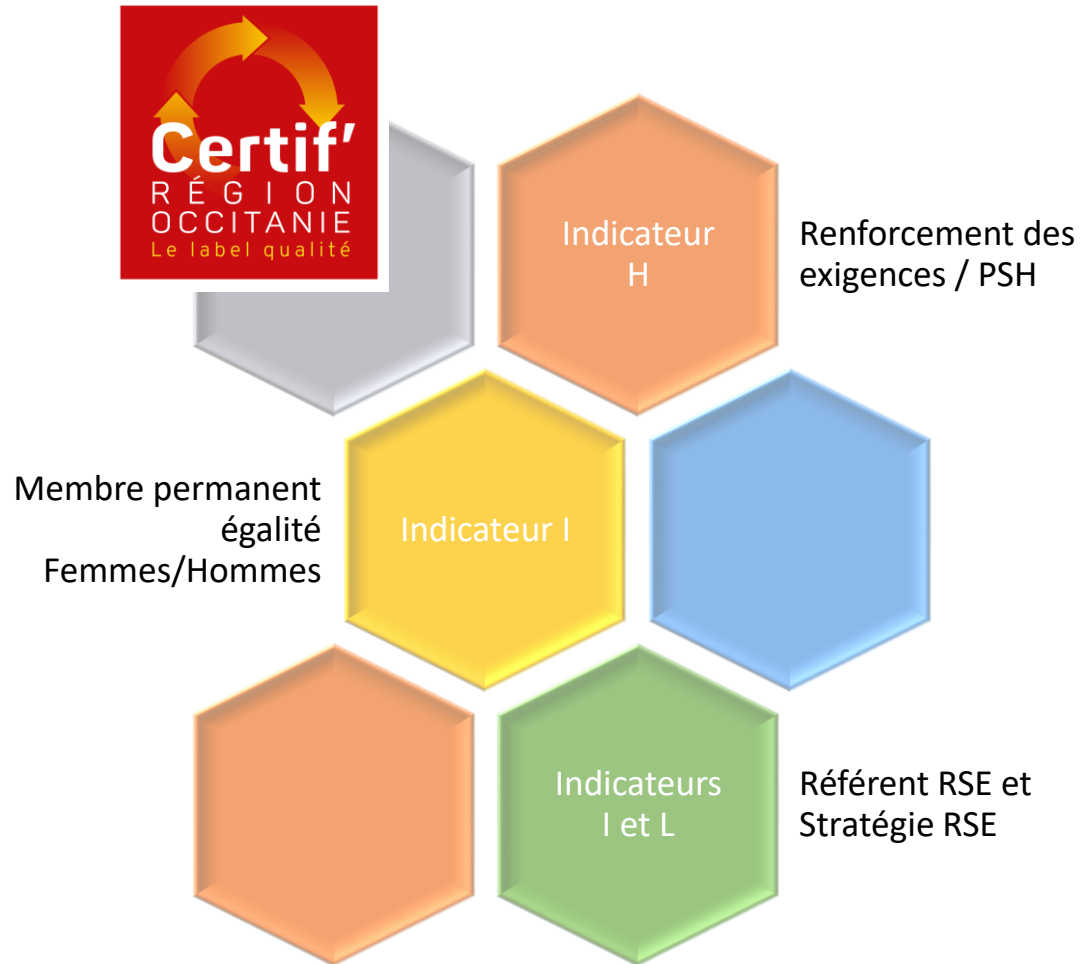 Certif'
RÉGION
OCCITANIE
Le label qualité
Indicateur
H
Renforcement des
exigences / PSH
Membre permanent
égalité
Femmes/Hommes
Indicateur I
Indicateurs
I et L
Référent RSE et
Stratégie RSE